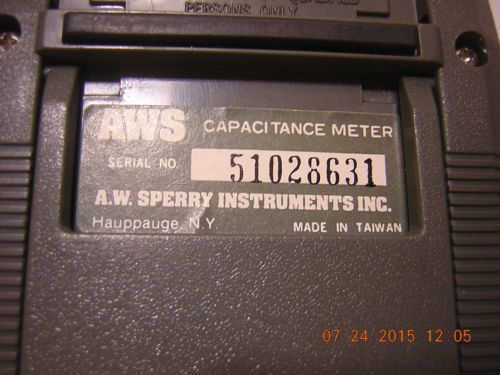 PERSONS ONLY
AWS CAPACITANCE METER
SERIAL NO. 51028631
A.W. SPERRY INSTRUMENTS INC.
Hauppauge, N.Y. MADE IN TAIWAN
07 24 2015 12 05